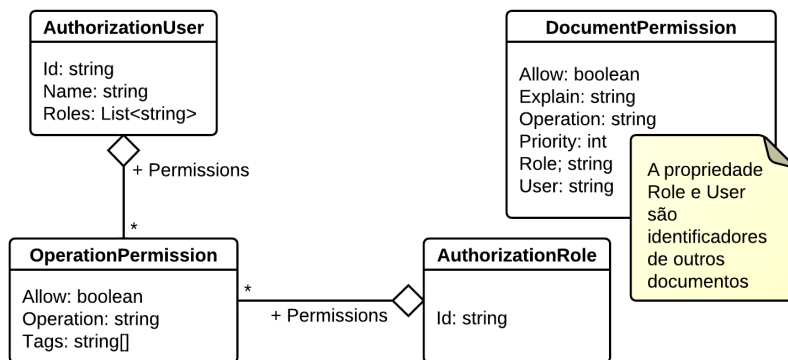 AuthorizationUser
Id: string
Name: string
Roles: List<string>
+ Permissions
*
DocumentPermission
Allow: boolean
Explain: string
Operation: string
Priority: int
Role; string
User: string
A propriedade
Role e User
são
identificadores
de outros
documentos
OperationPermission
Allow: boolean
Operation: string
Tags: string[]
*
+ Permissions
AuthorizationRole
Id: string